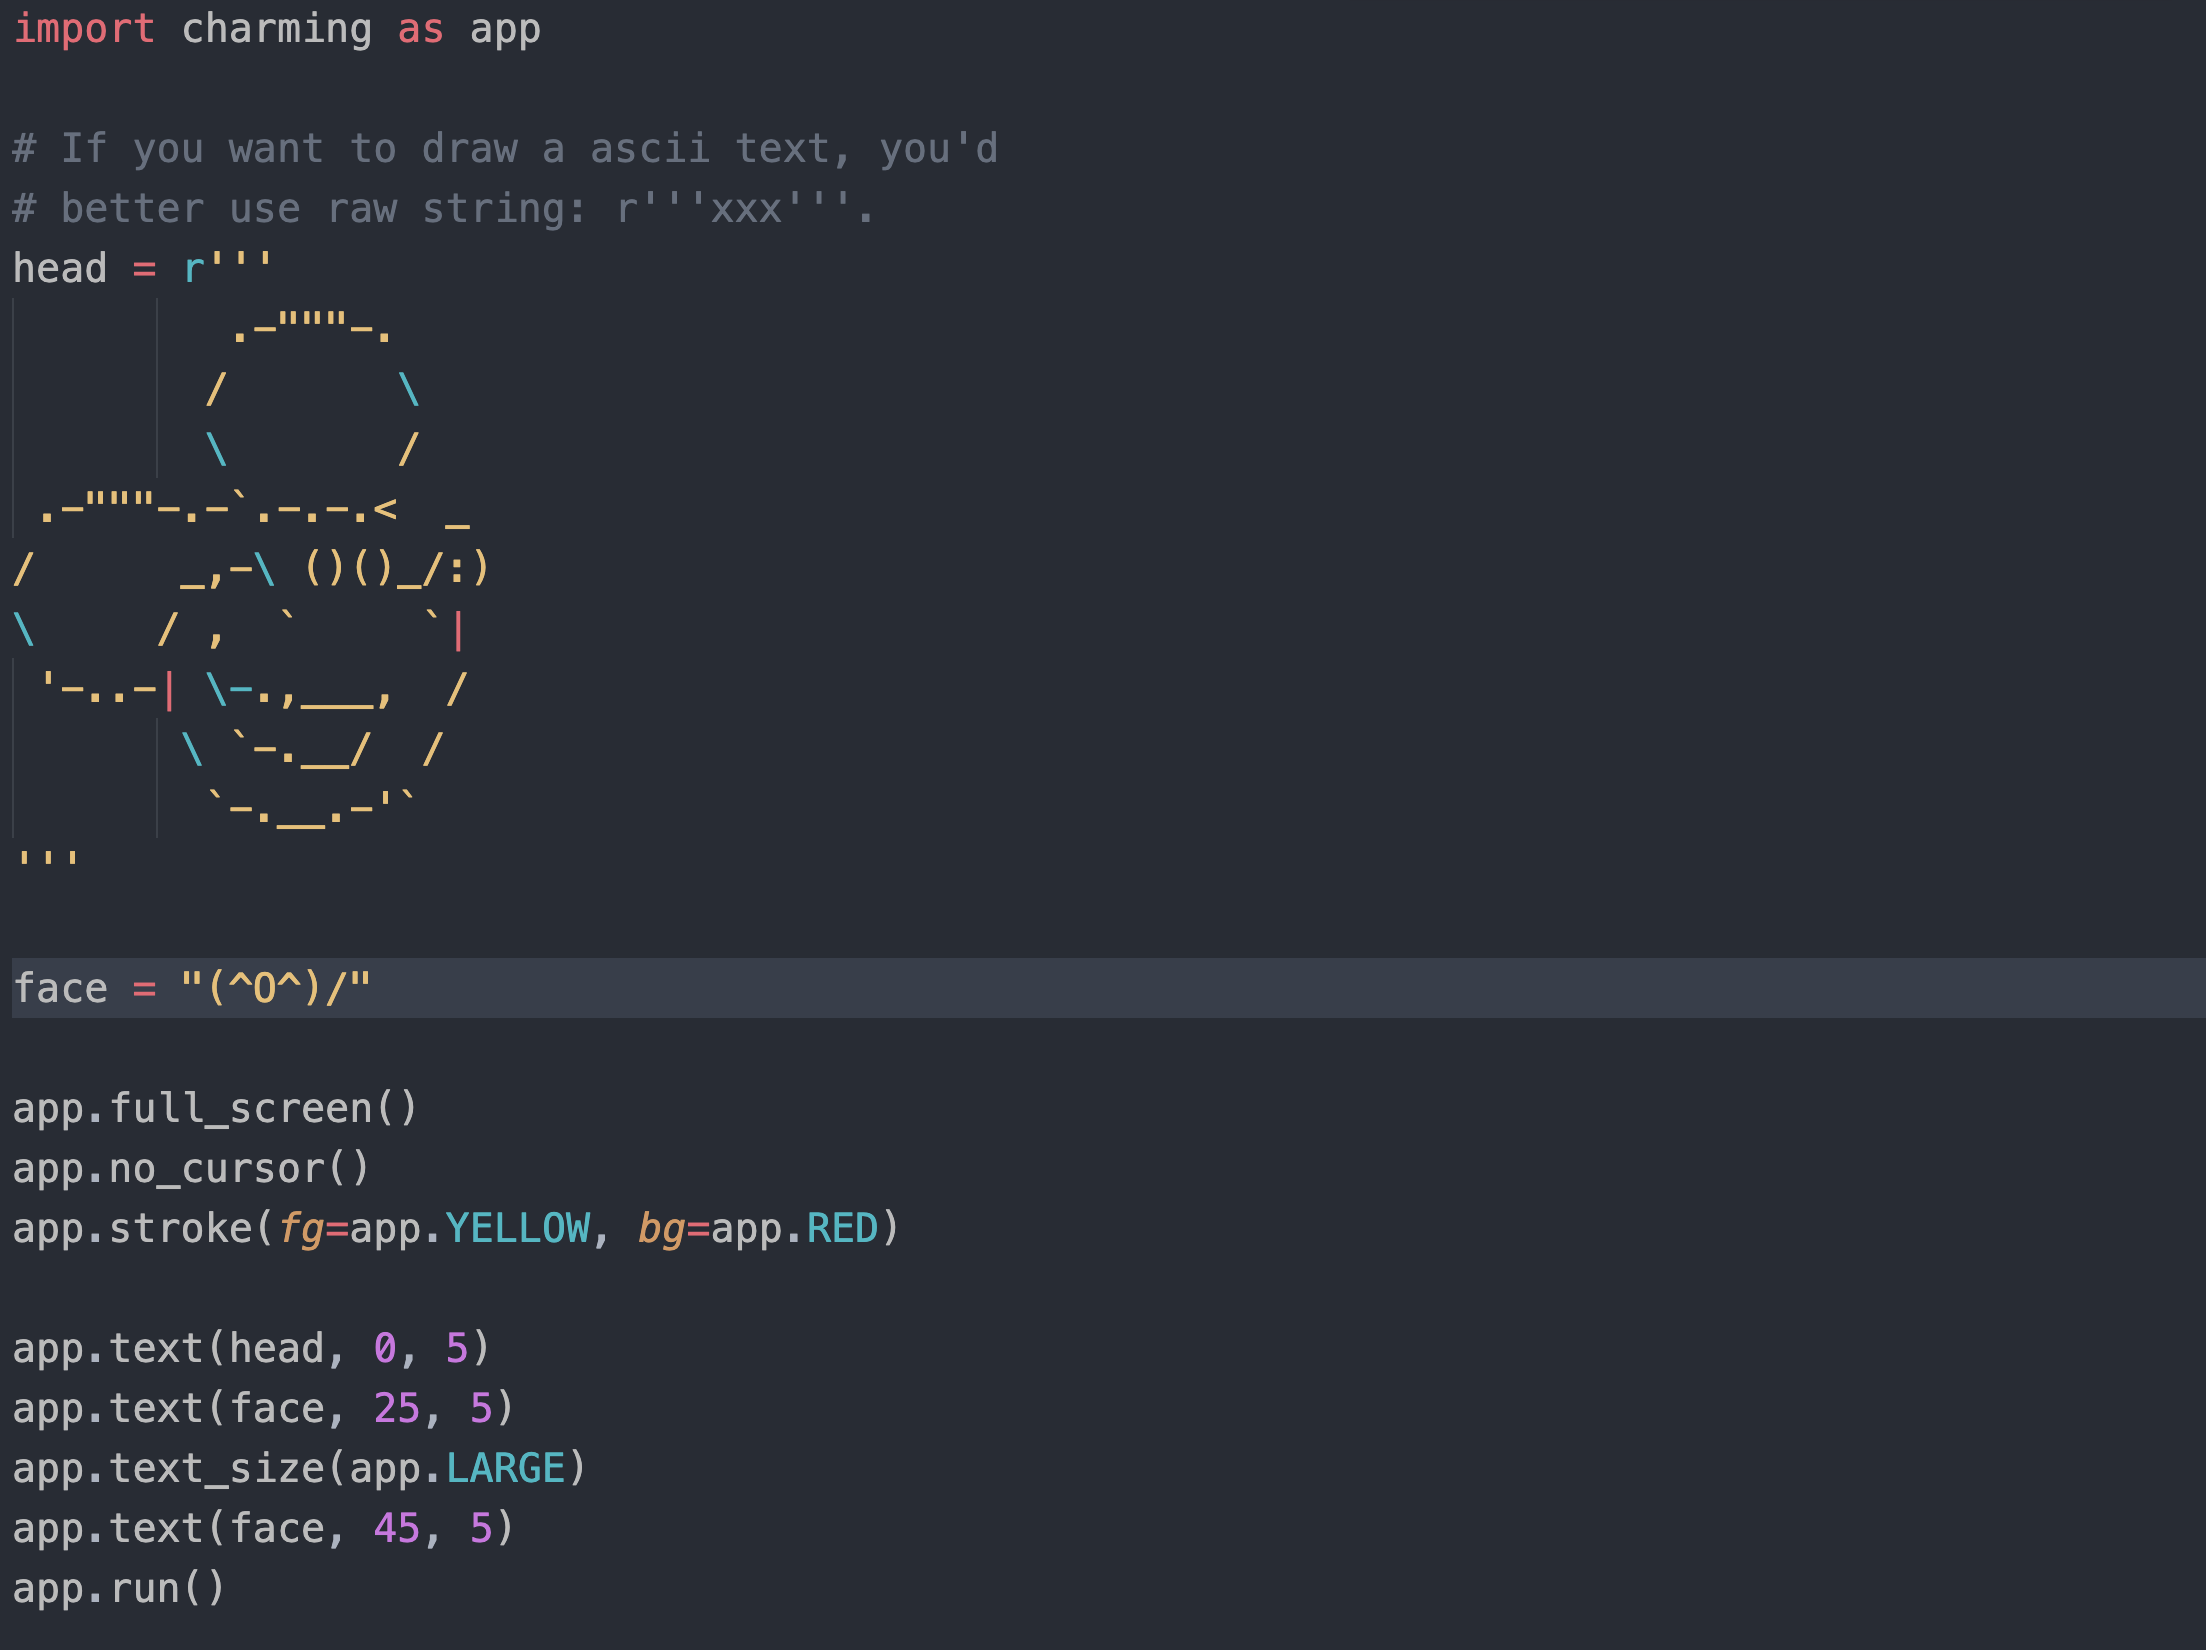 import charming as app

# If you want to draw a ascii text, you'd
# better use raw string: r'''xxx'''.
head = r'''
         .-"""-.
        /       \
        \       /
 .-"""-.-`.-.-.<  _
/      _,-\ ()()_/:)
\     / ,  `     `|
 '-..-| \-.,___,  /
       \ `-.__/  /
        `-.__.-'`
'''

face = "(^O^)/"

app.full_screen()
app.no_cursor()
app.stroke(fg=app.YELLOW, bg=app.RED)

app.text(head, 0, 5)
app.text(face, 25, 5)
app.text_size(app.LARGE)
app.text(face, 45, 5)
app.run()